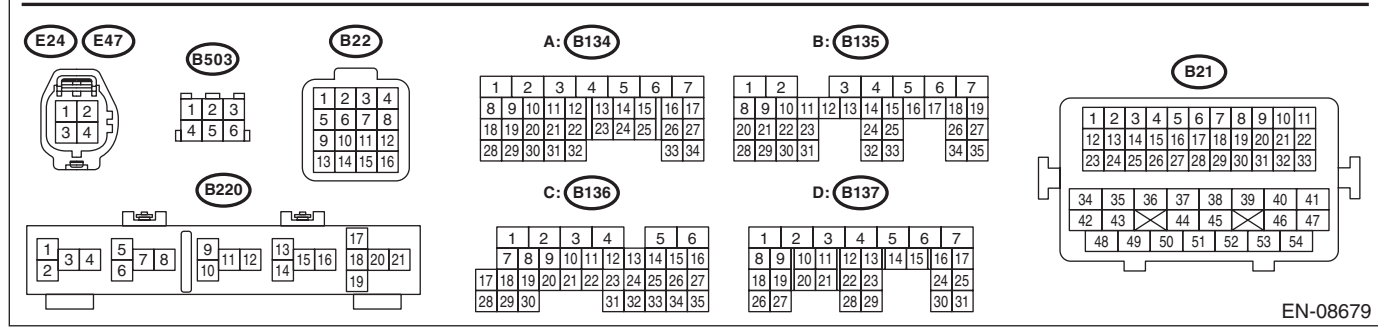 E24 E47
B503
B22
A: B134
B: B135
B21
1 2
3 4
1 2 3
4 5 6
1 2 3 4
5 6 7 8
9 10 11 12
13 14 15 16
1 2 3 4 5 6 7
8 9 10 11 12 13 14 15 16 17
18 19 20 21 22 23 24 25 26 27
28 29 30 31 32 33 34
1 2 3 4 5 6 7
8 9 10 11 12 13 14 15 16 17 18 19
20 21 22 23 24 25 26 27
28 29 30 31 32 33 34 35
1 2 3 4 5 6 7 8 9 10 11
12 13 14 15 16 17 18 19 20 21 22
23 24 25 26 27 28 29 30 31 32 33
34 35 36 37 38 39 40 41
42 43 44 45 46 47
48 49 50 51 52 53 54
B220
C: B136
D: B137
1 5 9 13 17
3 4 7 8 11 12 15 16 18 20 21
2 6 10 14 19
1 2 3 4 5 6
7 8 9 10 11 12 13 14 15 16
17 18 19 20 21 22 23 24 25 26 27
28 29 30 31 32 33 34 35
1 2 3 4 5 6 7
8 9 10 11 12 13 14 15 16 17
18 19 20 21 22 23 24 25
26 27 28 29 30 31
EN-08679